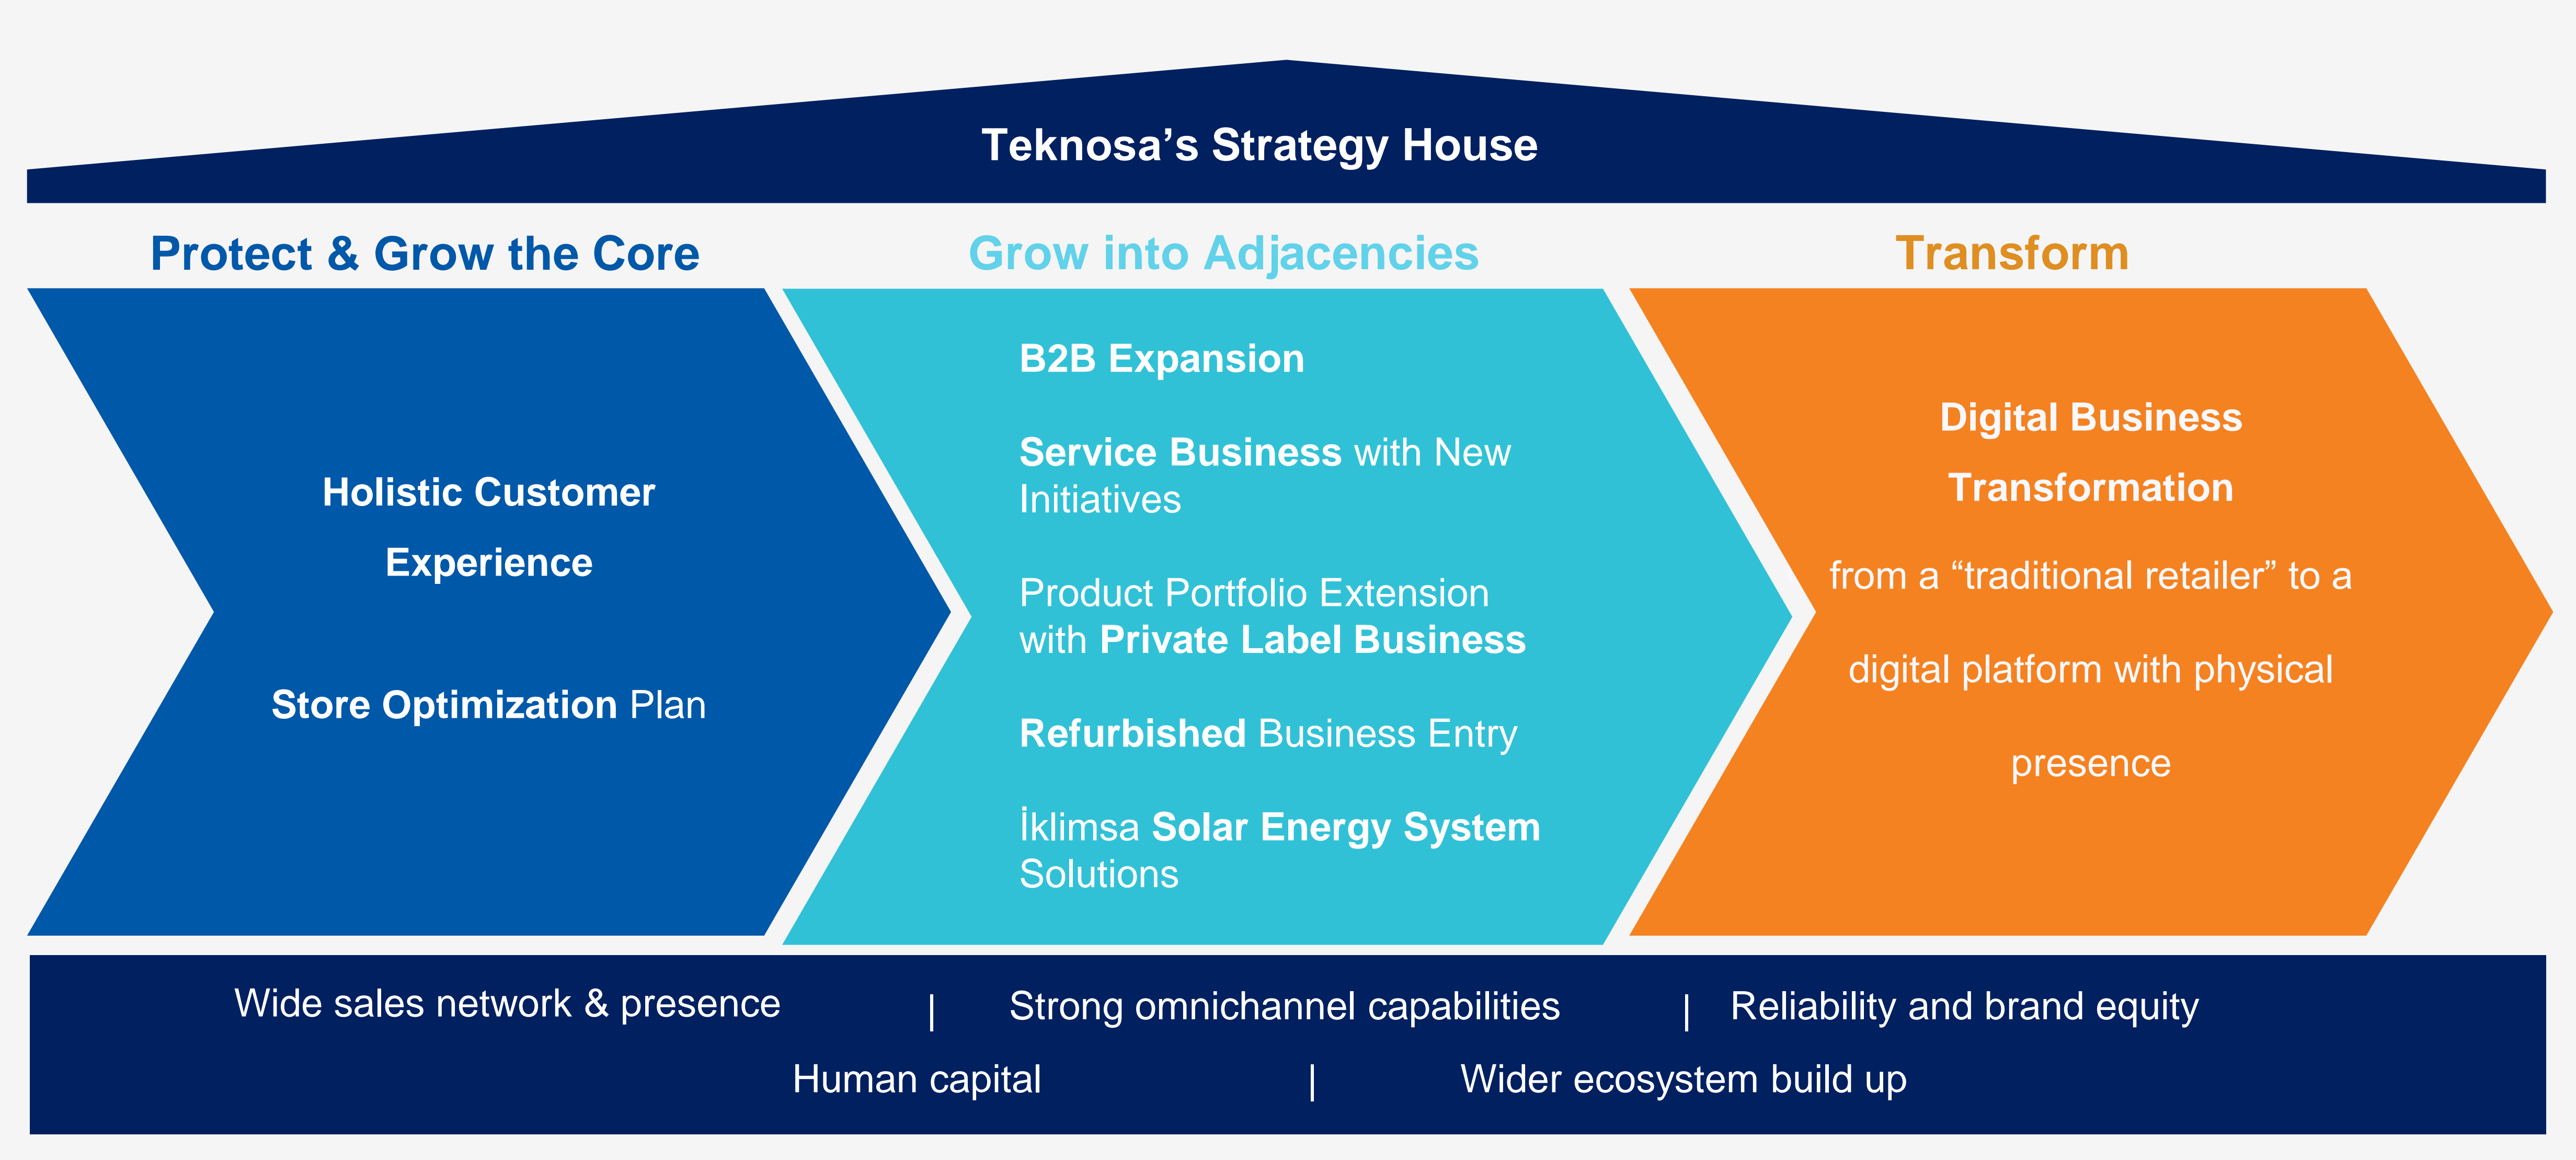 Teknosa’s Strategy House
Protect & Grow the Core
Grow into Adjacencies
Transform
Holistic Customer
Experience
Store Optimization Plan
B2B Expansion
Service Business with New
Initiatives
Product Portfolio Extension
with Private Label Business
Refurbished Business Entry
İklimsa Solar Energy System
Solutions
Digital Business
Transformation
from a “traditional retailer” to a
digital platform with physical
presence
Wide sales network & presence | Strong omnichannel capabilities | Reliability and brand equity
Human capital | Wider ecosystem build up